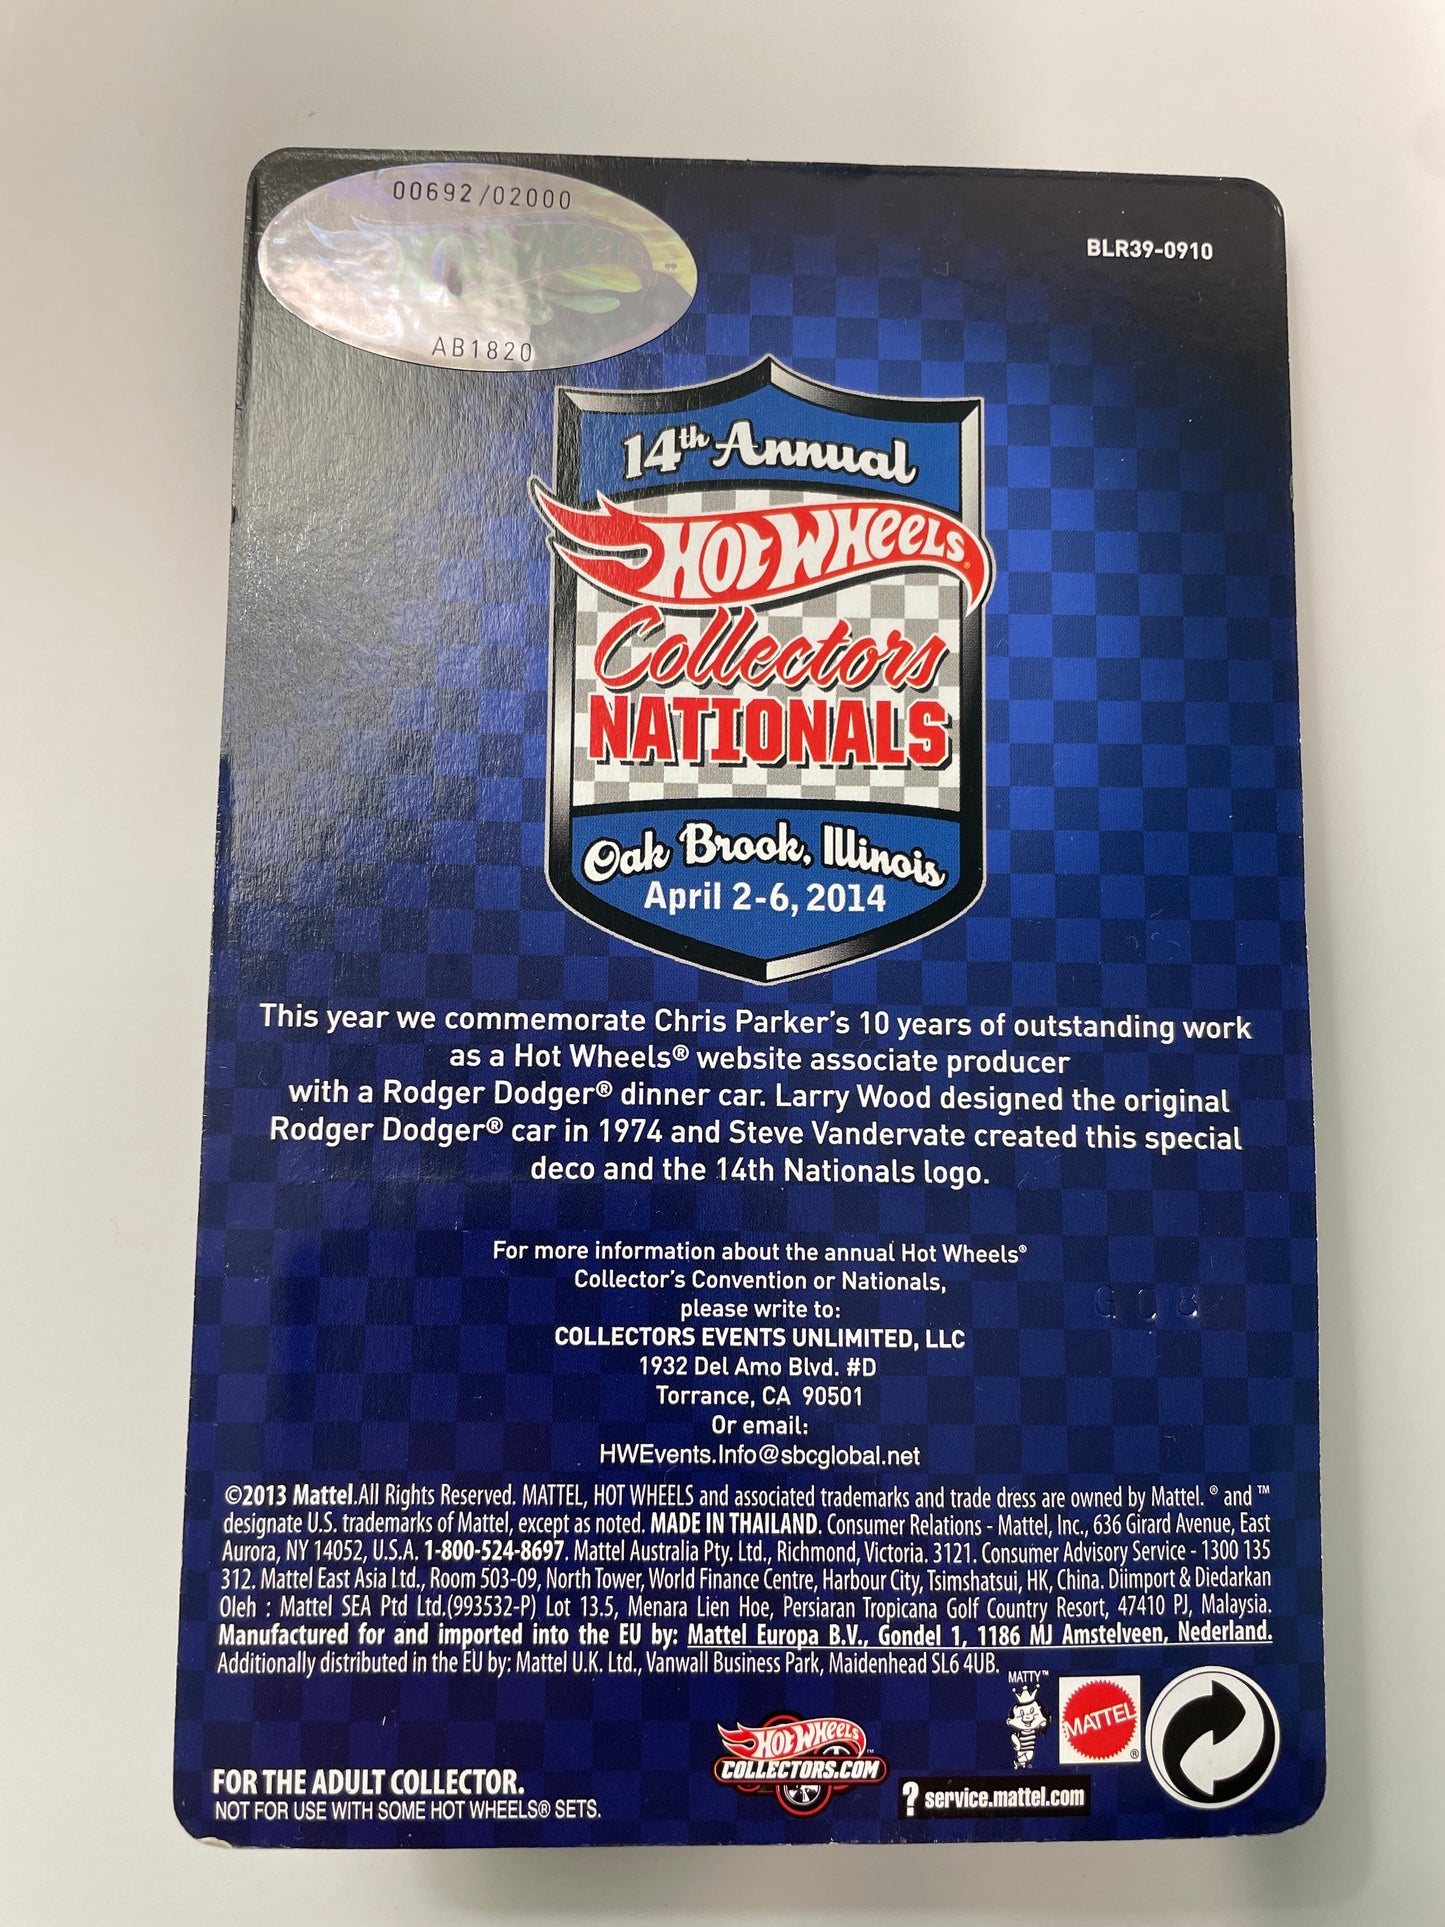 00692/02000
HOT WHEELS
AB1820
BLR39-0910
14th Annual
HOT WHEELS®
Collectors
NATIONALS
Oak Brook, Illinois
April 2-6, 2014
This year we commemorate Chris Parker's 10 years of outstanding work
as a Hot Wheels® website associate producer
with a Rodger Dodger® dinner car. Larry Wood designed the original
Rodger Dodger® car in 1974 and Steve Vandervate created this special
deco and the 14th Nationals logo.
For more information about the annual Hot Wheels®
Collector's Convention or Nationals,
please write to:
COLLECTORS EVENTS UNLIMITED, LLC
1932 Del Amo Blvd. #D
Torrance, CA 90501
Or email:
HWEvents.Info@sbcglobal.net
G08
©2013 Mattel.All Rights Reserved. MATTEL, HOT WHEELS and associated trademarks and trade dress are owned by Mattel. ® and ™
designate U.S. trademarks of Mattel, except as noted. MADE IN THAILAND. Consumer Relations - Mattel, Inc., 636 Girard Avenue, East
Aurora, NY 14052, U.S.A. 1-800-524-8697. Mattel Australia Pty. Ltd., Richmond, Victoria. 3121. Consumer Advisory Service - 1300 135
312. Mattel East Asia Ltd., Room 503-09, North Tower, World Finance Centre, Harbour City, Tsimshatsui, HK, China. Diimport & Diedarkan
Oleh : Mattel SEA Ptd Ltd.(993532-P) Lot 13.5, Menara Lien Hoe, Persiaran Tropicana Golf Country Resort, 47410 PJ, Malaysia.
Manufactured for and imported into the EU by: Mattel Europa B.V., Gondel 1, 1186 MJ Amstelveen, Nederland.
Additionally distributed in the EU by: Mattel U.K. Ltd., Vanwall Business Park, Maidenhead SL6 4UB.
MATTY™
MATTEL®
HOT WHEELS™
COLLECTORS.COM
? service.mattel.com
FOR THE ADULT COLLECTOR.
NOT FOR USE WITH SOME HOT WHEELS® SETS.